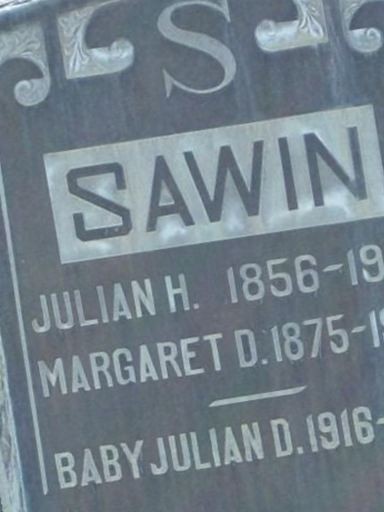 S
SAWIN
JULIAN H. 1856-19
MARGARET D. 1875-1
BABY JULIAN D. 1916-